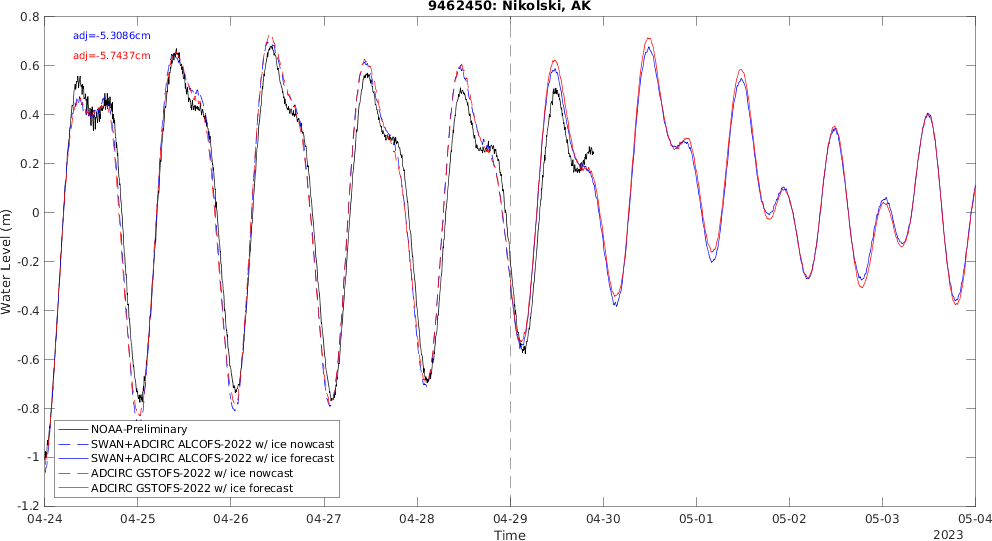 9462450: Nikolski, AK
adj=-5.3086cm
adj=-5.7437cm
0.8
0.6
0.4
0.2
0
-0.2
-0.4
-0.6
-0.8
-1
-1.2
Water Level (m)
NOAA-Preliminary
SWAN+ADCIRC ALCOFS-2022 w/ ice nowcast
SWAN+ADCIRC ALCOFS-2022 w/ ice forecast
ADCIRC GSTOFS-2022 w/ ice nowcast
ADCIRC GSTOFS-2022 w/ ice forecast
04-24 04-25 04-26 04-27 04-28 04-29 04-30 05-01 05-02 05-03 05-04
Time
2023